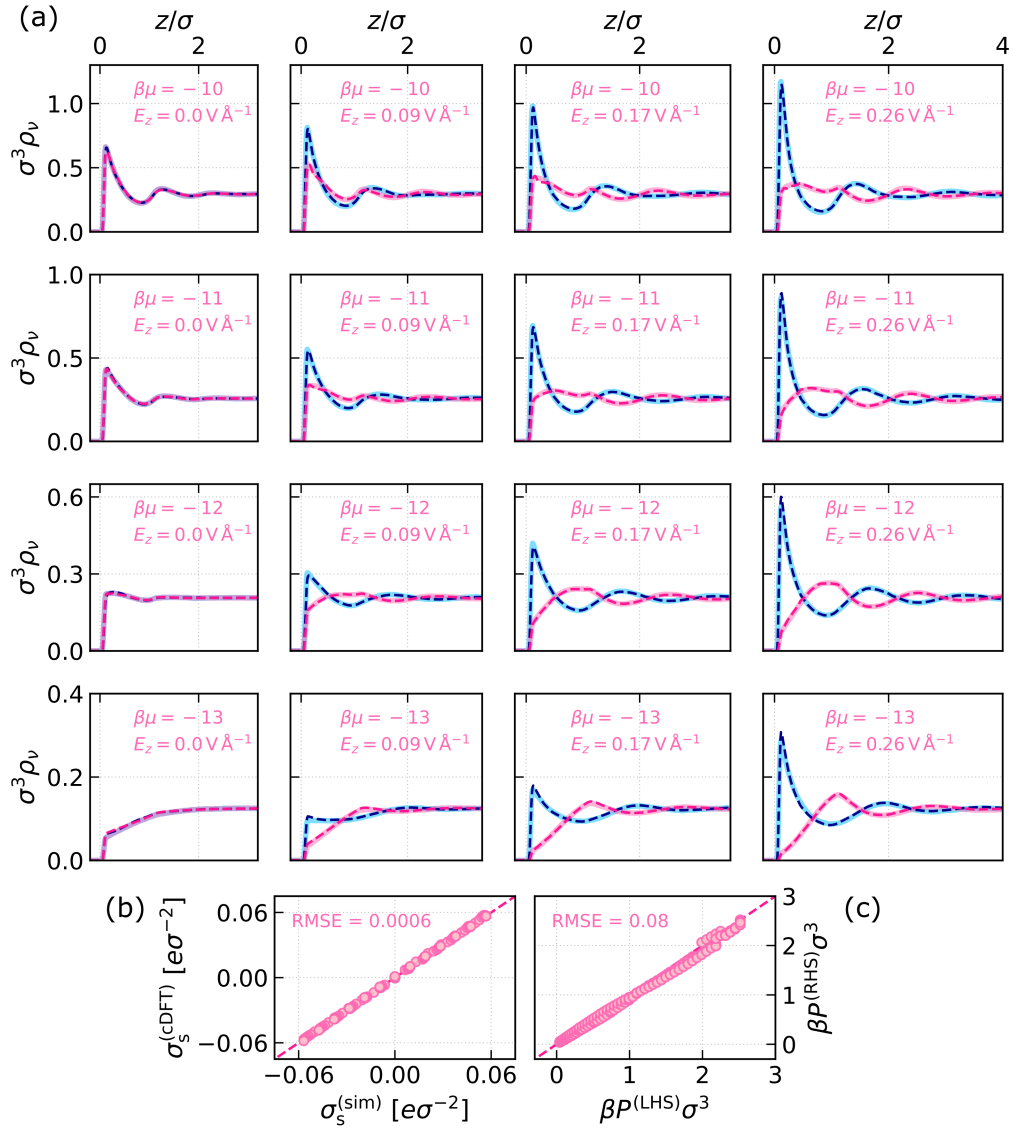 (a)
z/σ z/σ z/σ z/σ
0 2 0 2 0 2 0 2 4
σ³ρᵥ
1.0
0.5
0.0
βμ = −10
E_z = 0.0 V Å⁻¹
βμ = −10
E_z = 0.09 V Å⁻¹
βμ = −10
E_z = 0.17 V Å⁻¹
βμ = −10
E_z = 0.26 V Å⁻¹
σ³ρᵥ
1.0
0.5
0.0
βμ = −11
E_z = 0.0 V Å⁻¹
βμ = −11
E_z = 0.09 V Å⁻¹
βμ = −11
E_z = 0.17 V Å⁻¹
βμ = −11
E_z = 0.26 V Å⁻¹
σ³ρᵥ
0.6
0.3
0.0
βμ = −12
E_z = 0.0 V Å⁻¹
βμ = −12
E_z = 0.09 V Å⁻¹
βμ = −12
E_z = 0.17 V Å⁻¹
βμ = −12
E_z = 0.26 V Å⁻¹
σ³ρᵥ
0.4
0.2
0.0
βμ = −13
E_z = 0.0 V Å⁻¹
βμ = −13
E_z = 0.09 V Å⁻¹
βμ = −13
E_z = 0.17 V Å⁻¹
βμ = −13
E_z = 0.26 V Å⁻¹
(b)
σ_s^(cDFT) [eσ⁻²]
0.06
0.00
−0.06
RMSE = 0.0006
−0.06 0.00 0.06
σ_s^(sim) [eσ⁻²]
(c)
RMSE = 0.08
3
2
1
0
βP^(RHS)σ³
0 1 2 3
βP^(LHS)σ³